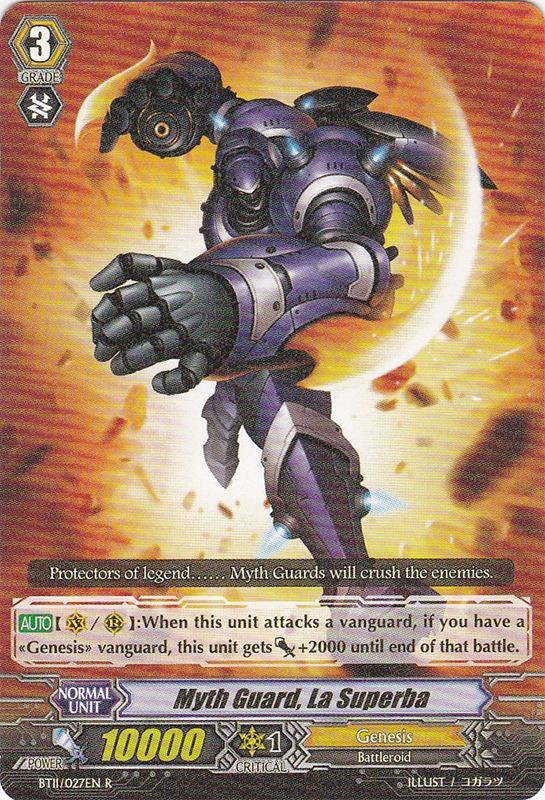 3
GRADE
Protectors of legend...... Myth Guards will crush the enemies.
AUTO【 V / R 】:When this unit attacks a vanguard, if you have a
«Genesis» vanguard, this unit gets +2000 until end of that battle.
NORMAL
UNIT
Myth Guard, La Superba
POWER
10000
1
CRITICAL
Genesis
Battleroid
BT11/027EN R
ILLUST / コガラツ